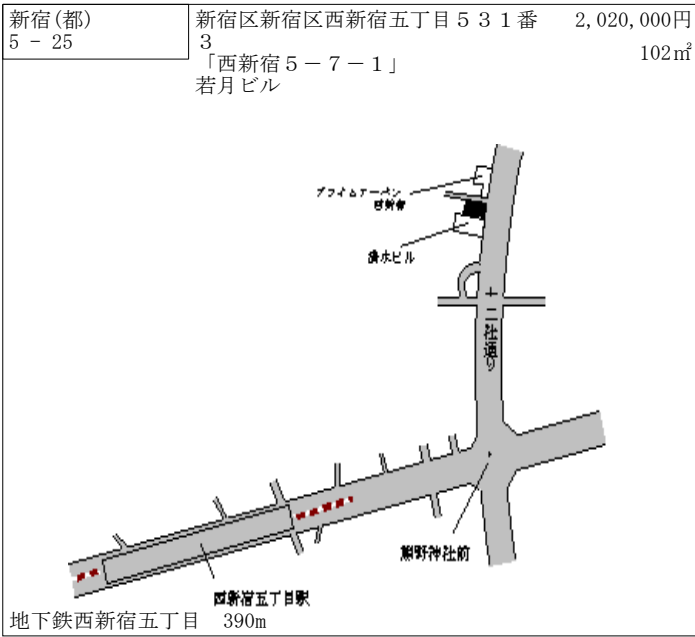 新宿(都)
5 - 25
新宿区新宿区西新宿五丁目５３１番
3
「西新宿５－７－１」
若月ビル
2,020,000円
102㎡
プライムアーバン
西新宿
清水ビル
十二社通り
熊野神社前
西新宿五丁目駅
地下鉄西新宿五丁目 390m